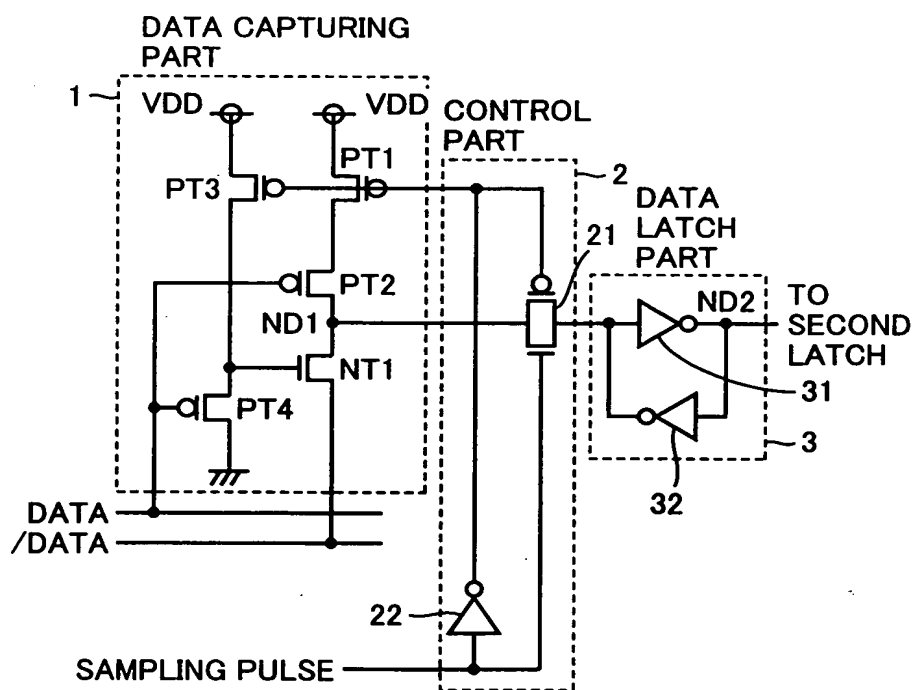 DATA CAPTURING
PART
1
VDD
VDD
CONTROL
PART
PT1
PT3
2
DATA
LATCH
PART
21
PT2
ND2
TO
SECOND
LATCH
ND1
NT1
31
PT4
3
32
DATA
/DATA
22
SAMPLING PULSE